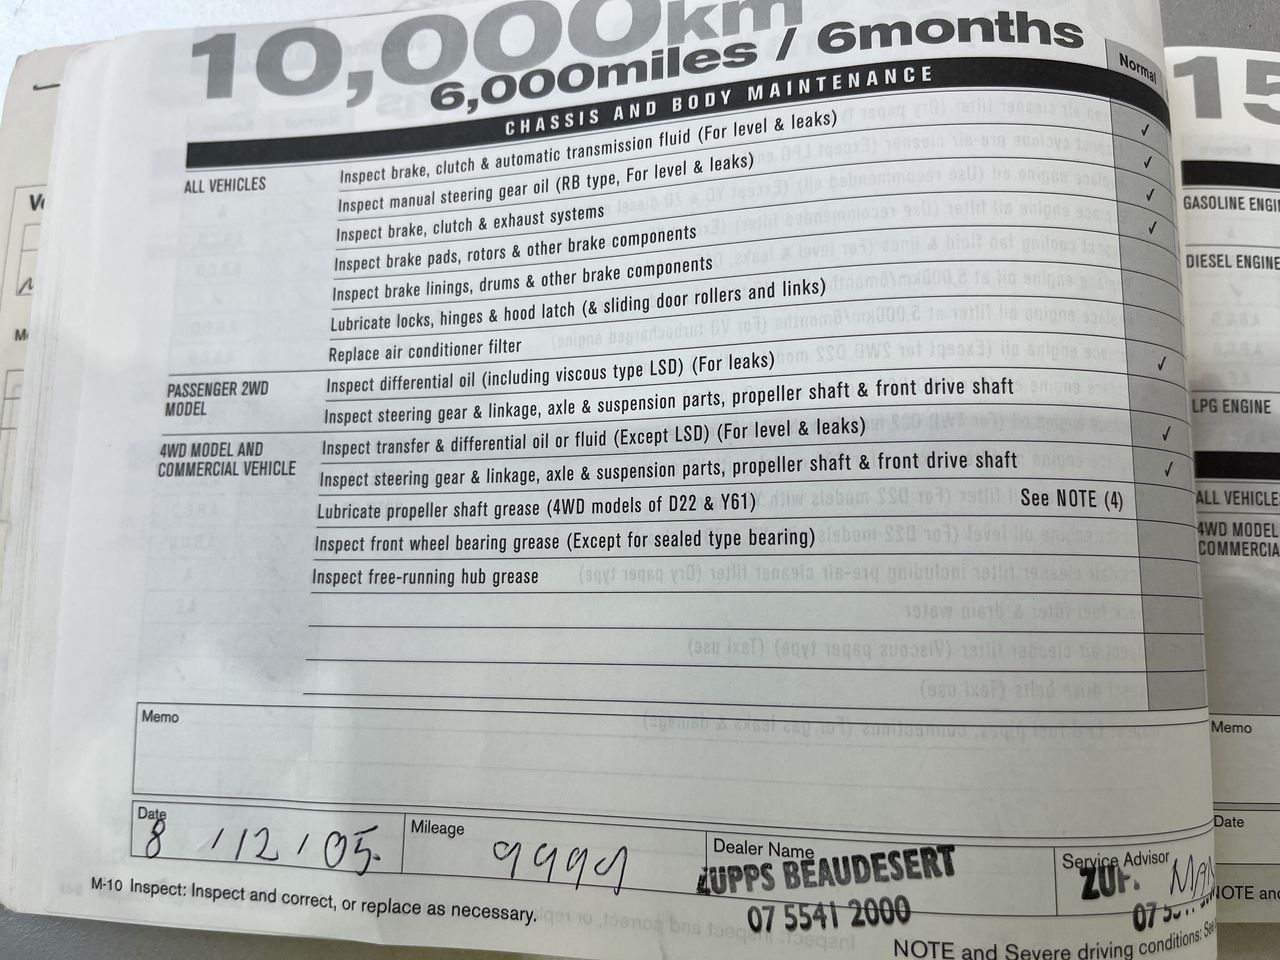 10,000km
6,000miles / 6months
Normal
CHASSIS AND BODY MAINTENANCE
ALL VEHICLES
Inspect brake, clutch & automatic transmission fluid (For level & leaks) ✓
Inspect manual steering gear oil (RB type, For level & leaks) ✓
Inspect brake, clutch & exhaust systems ✓
Inspect brake pads, rotors & other brake components ✓
Inspect brake linings, drums & other brake components
Lubricate locks, hinges & hood latch (& sliding door rollers and links)
Replace air conditioner filter
PASSENGER 2WD
MODEL
Inspect differential oil (including viscous type LSD) (For leaks) ✓
Inspect steering gear & linkage, axle & suspension parts, propeller shaft & front drive shaft
4WD MODEL AND
COMMERCIAL VEHICLE
Inspect transfer & differential oil or fluid (Except LSD) (For level & leaks) ✓
Inspect steering gear & linkage, axle & suspension parts, propeller shaft & front drive shaft ✓
Lubricate propeller shaft grease (4WD models of D22 & Y61) See NOTE (4)
Inspect front wheel bearing grease (Except for sealed type bearing)
Inspect free-running hub grease
Memo
Date
8 / 12 / 05
Mileage
9999
Dealer Name
ZUPPS BEAUDESERT
07 5541 2000
Service Advisor
M-10 Inspect: Inspect and correct, or replace as necessary.
NOTE and Severe driving conditions:
15
GASOLINE
DIESEL ENGINE
LPG ENGINE
4WD MODEL
Memo
Date